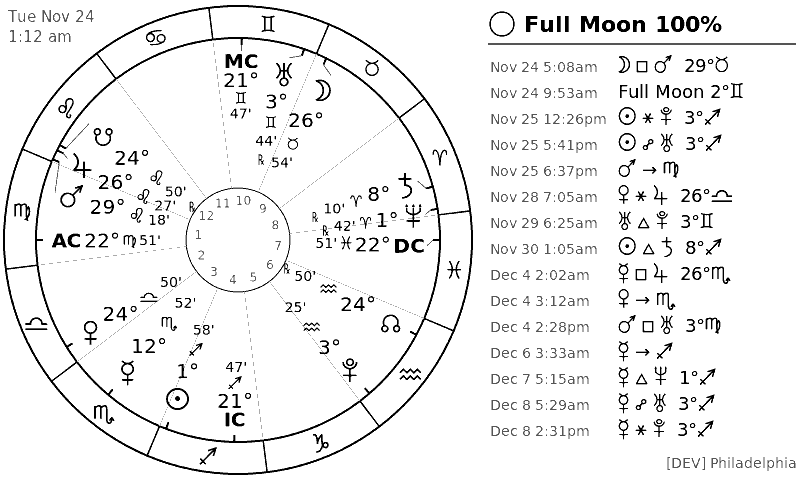 Tue Nov 24
1:12 am
♊ ♋ ♉ ♌ ♈ ♍ ♓ ♎ ♒ ♏ ♐ ♑
MC
21°
♊
47'
♅
3°
♊
44'
℞
☽
26°
♉
54'
☋
24°
♌
50'
℞
♃
26°
♌
27'
♂
29°
♌
18'
AC 22° ♍ 51'
♄ 8° ♈ 10' ℞
♆ 1° ♈ 42' ℞
51' ♓ 22° DC
11 10 9 8 7 6 5 4 3 2 1 12
♀ 24° ♎ 50'
☿ 12° ♏ 52'
☉ 1° ♐ 58'
47'
♐
21°
IC
♇ 3° ♒ 25'
☊ 24° ♒ 50' ℞
Full Moon 100%
Nov 24 5:08am ☽ □ ♂ 29°♉
Nov 24 9:53am Full Moon 2°♊
Nov 25 12:26pm ☉ ⚹ ♇ 3°♐
Nov 25 5:41pm ☉ ☍ ♅ 3°♐
Nov 25 6:37pm ♂ → ♍
Nov 28 7:05am ♀ ⚹ ♃ 26°♎
Nov 29 6:25am ♅ △ ♇ 3°♊
Nov 30 1:05am ☉ △ ♄ 8°♐
Dec 4 2:02am ☿ □ ♃ 26°♏
Dec 4 3:12am ♀ → ♏
Dec 4 2:28pm ♂ □ ♅ 3°♍
Dec 6 3:33am ☿ → ♐
Dec 7 5:15am ☿ △ ♆ 1°♐
Dec 8 5:29am ☿ ☍ ♅ 3°♐
Dec 8 2:31pm ☿ ⚹ ♇ 3°♐
[DEV] Philadelphia